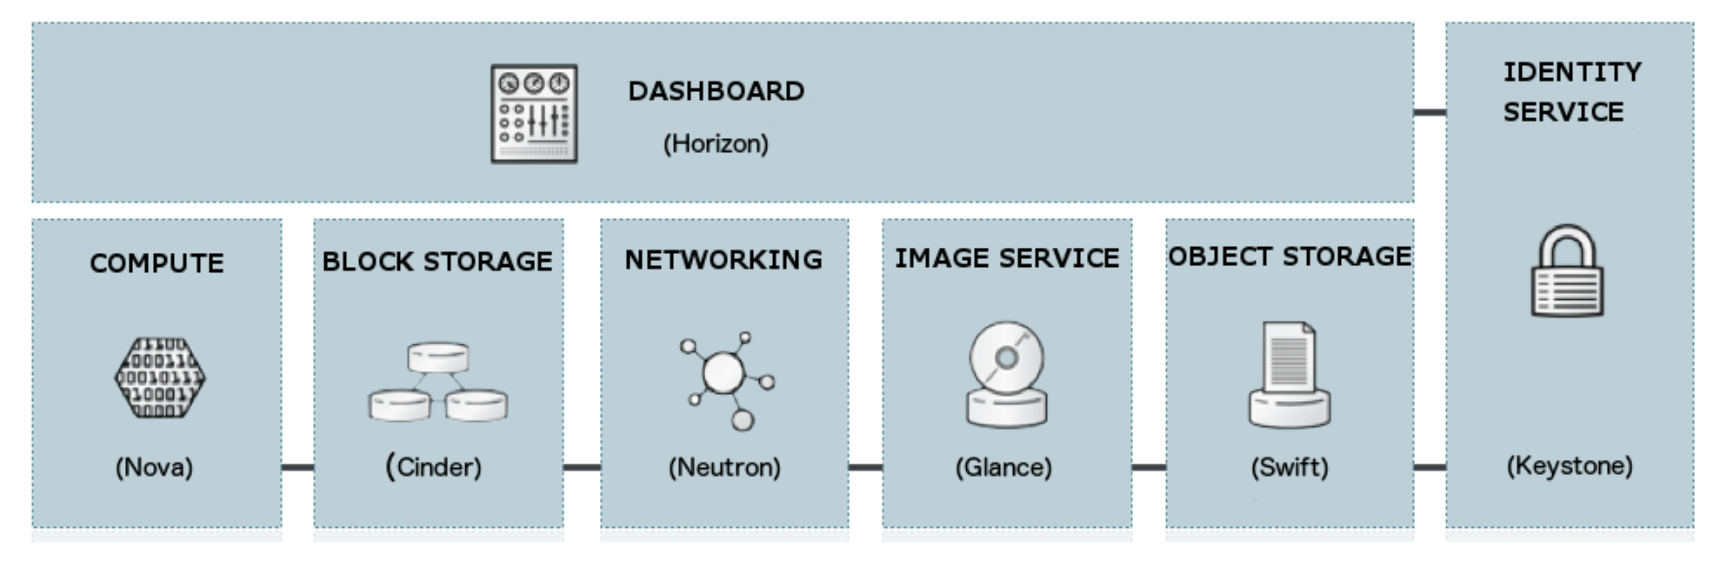 DASHBOARD
(Horizon)
IDENTITY
SERVICE
COMPUTE
(Nova)
BLOCK STORAGE
(Cinder)
NETWORKING
(Neutron)
IMAGE SERVICE
(Glance)
OBJECT STORAGE
(Swift)
(Keystone)